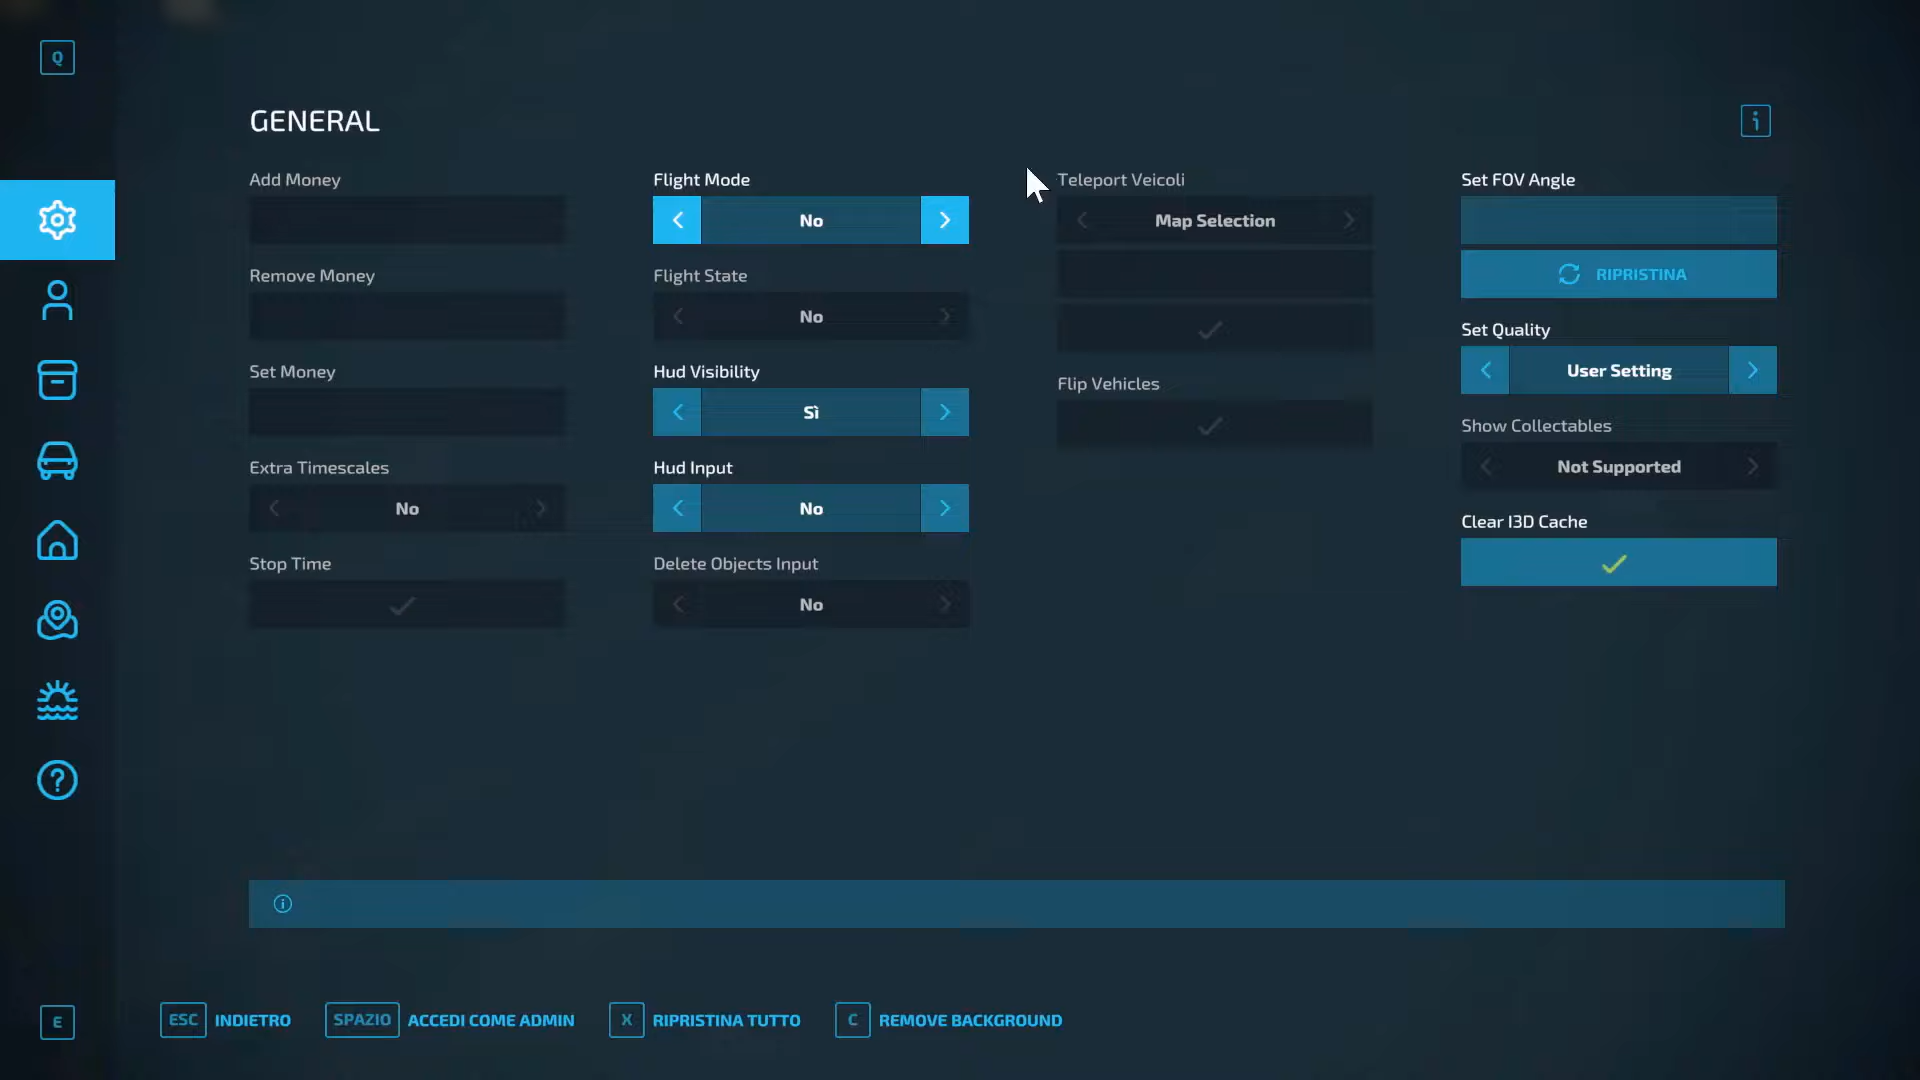 Q
GENERAL
Add Money
Remove Money
Set Money
Extra Timescales
No
Stop Time
Flight Mode
No
Flight State
No
Hud Visibility
Sì
Hud Input
No
Delete Objects Input
No
Teleport Veicoli
Map Selection
Flip Vehicles
Set FOV Angle
RIPRISTINA
Set Quality
User Setting
Show Collectables
Not Supported
Clear I3D Cache
E
ESC INDIETRO SPAZIO ACCEDI COME ADMIN X RIPRISTINA TUTTO C REMOVE BACKGROUND